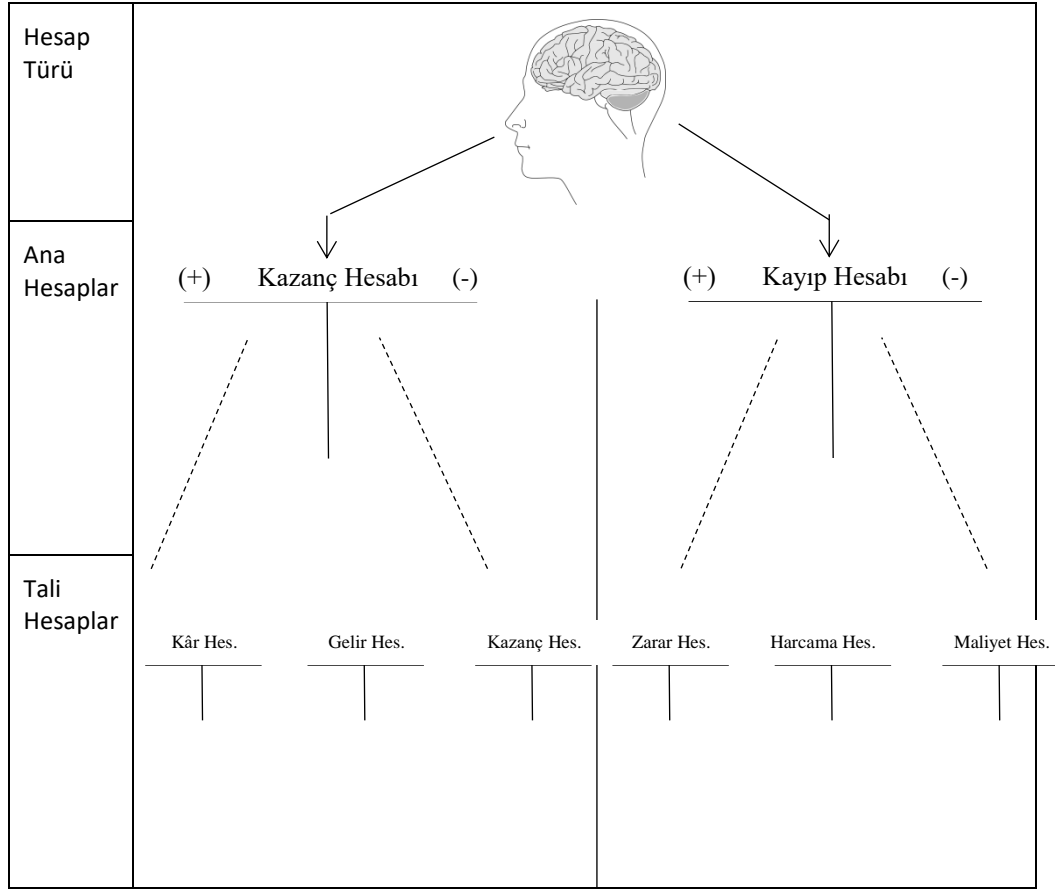 Hesap
Türü
Ana
Hesaplar
(+) Kazanç Hesabı (-)
(+) Kayıp Hesabı (-)
Tali
Hesaplar
Kâr Hes.
Gelir Hes.
Kazanç Hes.
Zarar Hes.
Harcama Hes.
Maliyet Hes.